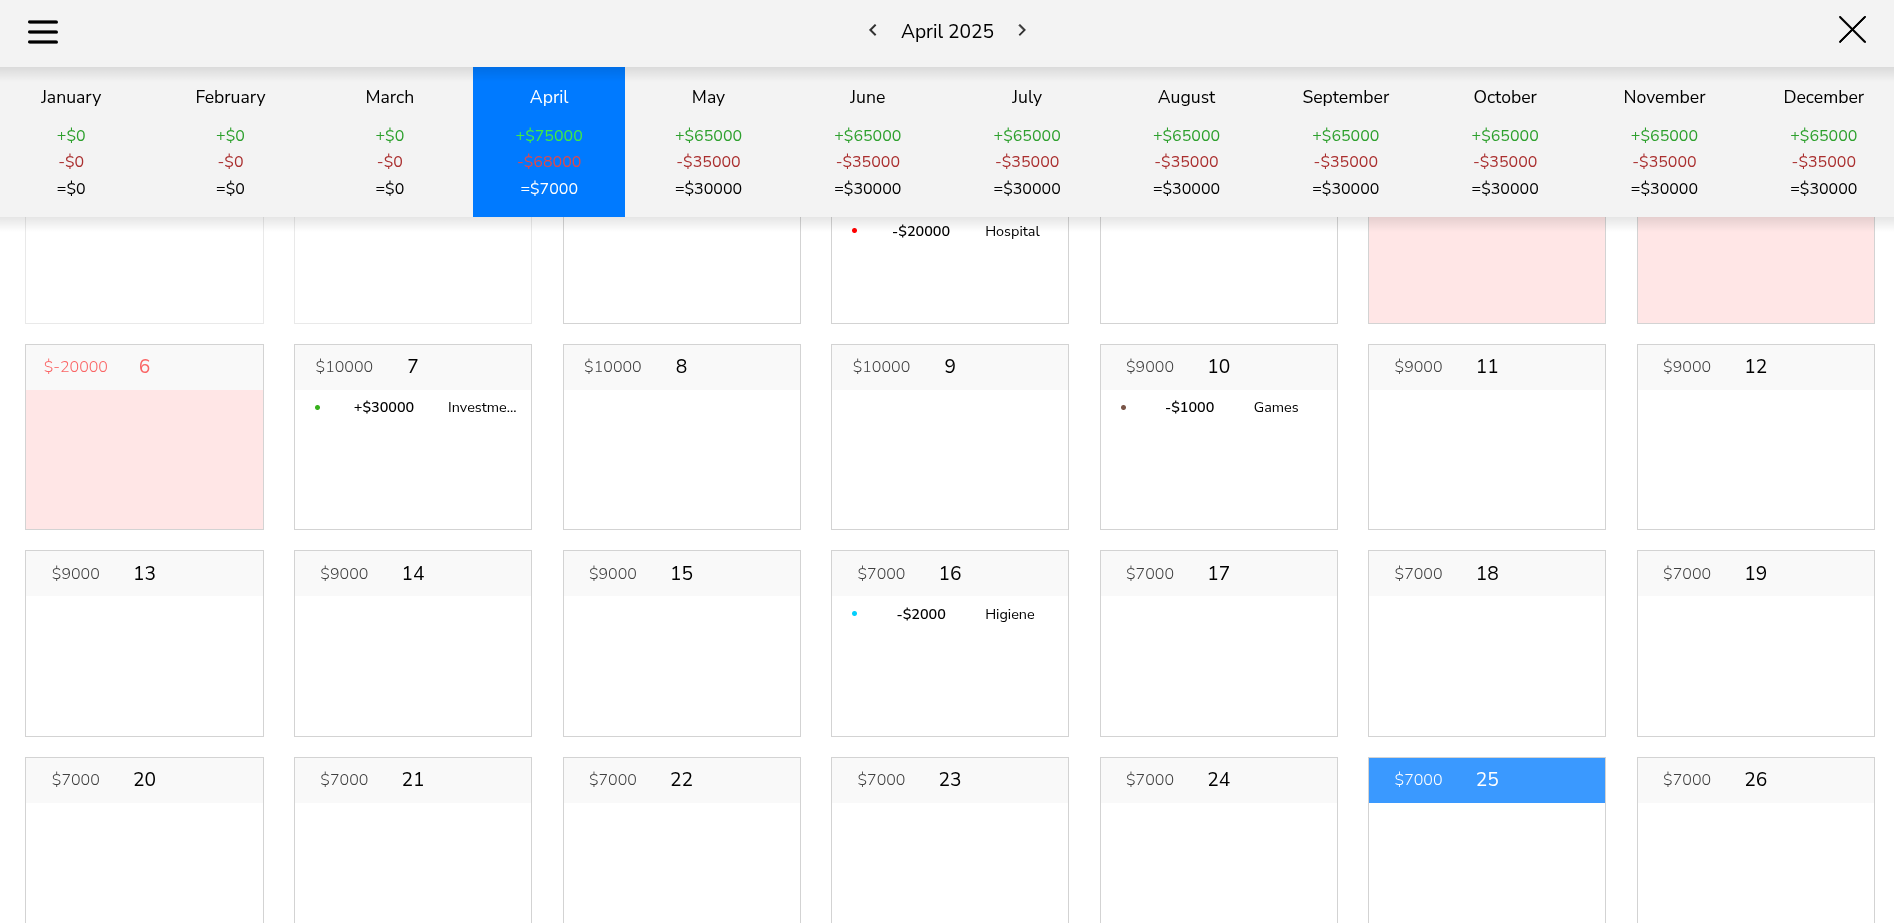 April 2025
January February March April May June July August September October November December
+$0 +$0 +$0 +$75000 +$65000 +$65000 +$65000 +$65000 +$65000 +$65000 +$65000 +$65000
-$0 -$0 -$0 -$68000 -$35000 -$35000 -$35000 -$35000 -$35000 -$35000 -$35000 -$35000
=$0 =$0 =$0 =$7000 =$30000 =$30000 =$30000 =$30000 =$30000 =$30000 =$30000 =$30000
-$20000 Hospital
$-20000 6 $10000 7 $10000 8 $10000 9 $9000 10 $9000 11 $9000 12
+$30000 Investme... -$1000 Games
$9000 13 $9000 14 $9000 15 $7000 16 $7000 17 $7000 18 $7000 19
-$2000 Higiene
$7000 20 $7000 21 $7000 22 $7000 23 $7000 24 $7000 25 $7000 26